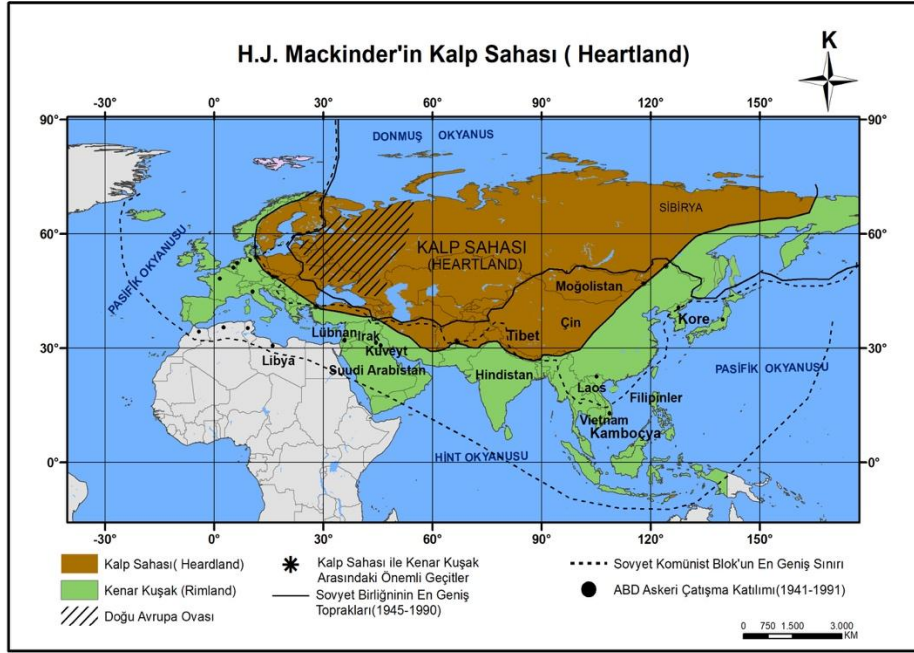 H.J. Mackinder'in Kalp Sahası ( Heartland)
K
-30° 0° 30° 60° 90° 120° 150°
90°
DONMUŞ OKYANUS
SİBİRYA
60° 60°
KALP SAHASI
(HEARTLAND)
PASİFİK OKYANUSU
Moğolistan
Çin
Kore
Tibet
Lübnan
Irak
Küveyt
30° 30°
Libya
Suudi Arabistan
Hindistan
PASİFİK OKYANUSU
Laos
Filipinler
Vietnam
Kamboçya
HİNT OKYANUSU
0° 0°
-30° 0° 30° 60° 90° 120° 150°
Kalp Sahası( Heardland)
Kenar Kuşak (Rimland)
Doğu Avrupa Ovası
Kalp Sahası ile Kenar Kuşak
Arasındaki Önemli Geçitler
Sovyet Birliğninin En Geniş
Toprakları(1945-1990)
Sovyet Komünist Blok'un En Geniş Sınırı
ABD Askeri Çatışma Katılımı(1941-1991)
0 750 1.500 3.000
KM